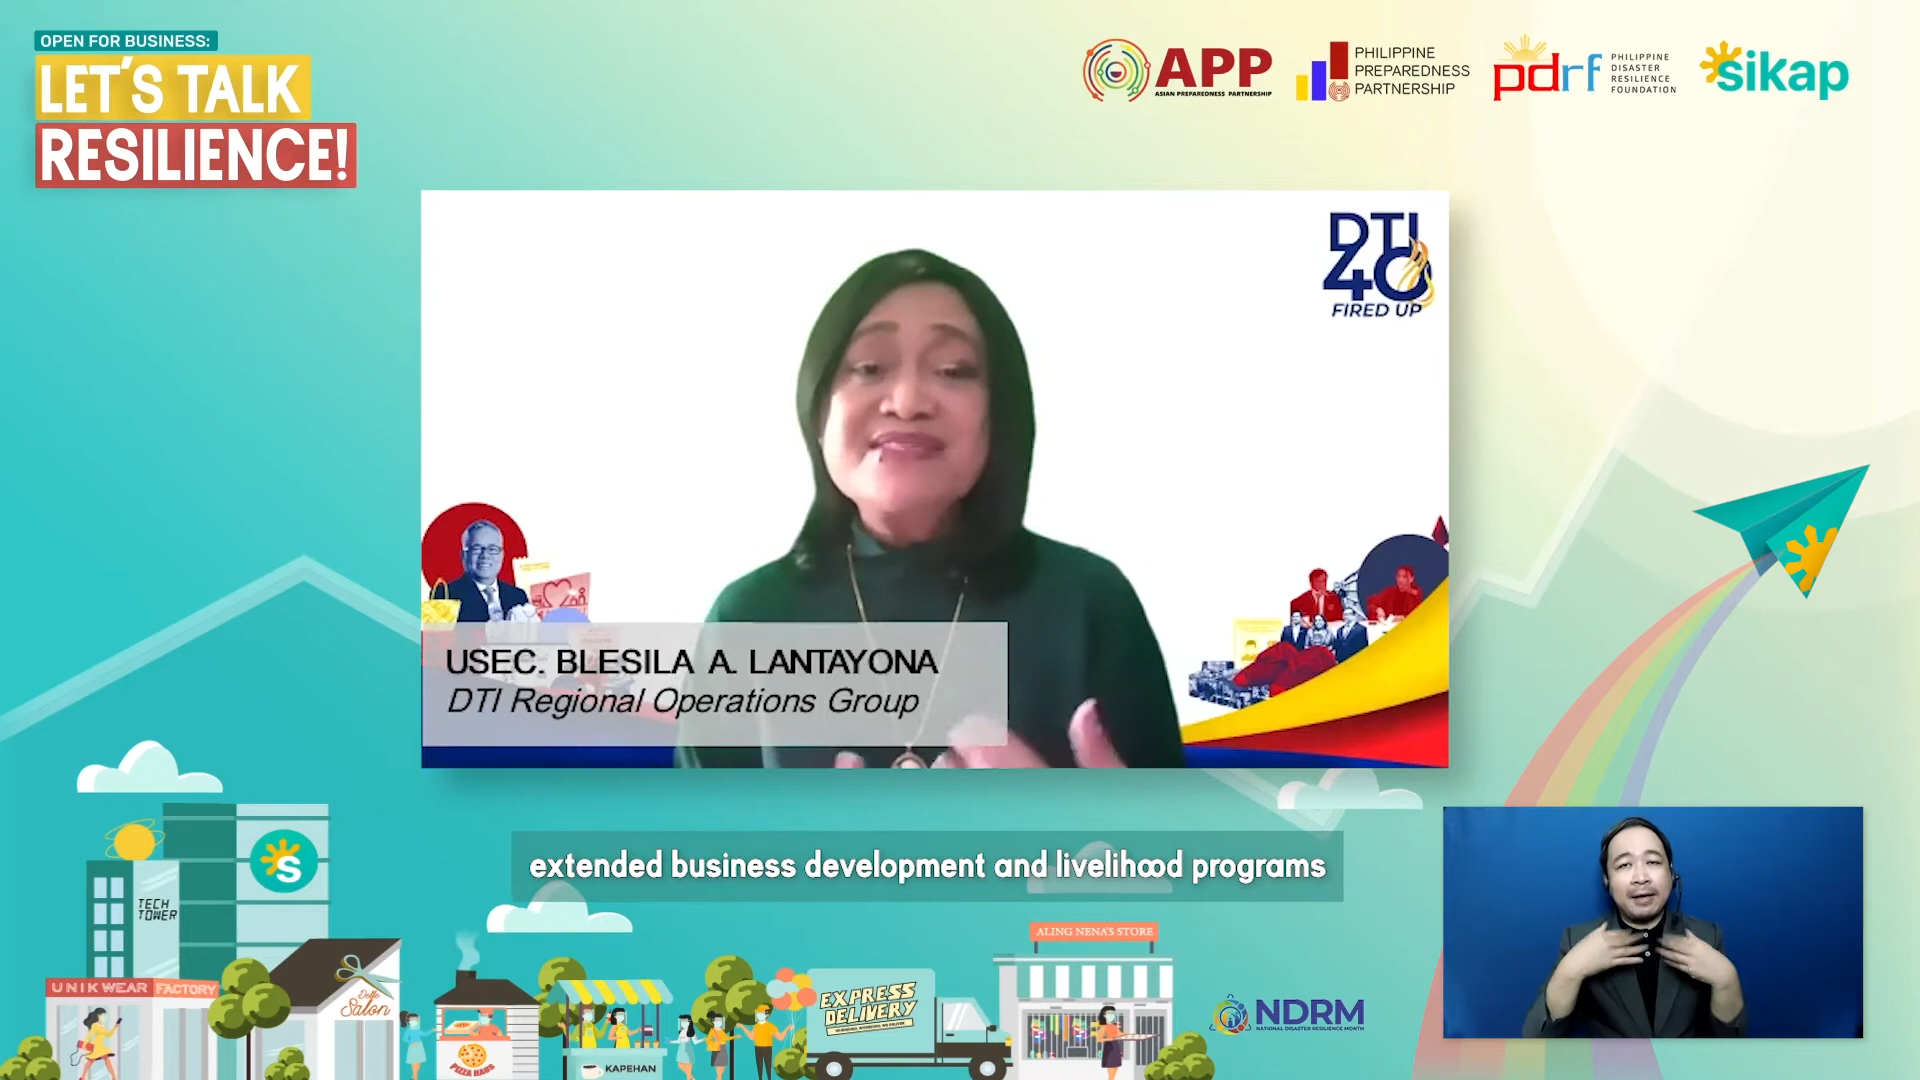 OPEN FOR BUSINESS:
LET'S TALK
RESILIENCE!
APP
ASIAN PREPAREDNESS PARTNERSHIP
PHILIPPINE
PREPAREDNESS
PARTNERSHIP
pdrf
PHILIPPINE
DISASTER
RESILIENCE
FOUNDATION
sikap
DTI
40
FIRED UP
USEC. BLESILA A. LANTAYONA
DTI Regional Operations Group
extended business development and livelihood programs
S
TECH
TOWER
UNIKWEAR FACTORY
Salon
PIZZA HAUS
KAPEHAN
EXPRESS
DELIVERY
ALING NENA'S STORE
NDRM
NATIONAL DISASTER RESILIENCE MONTH